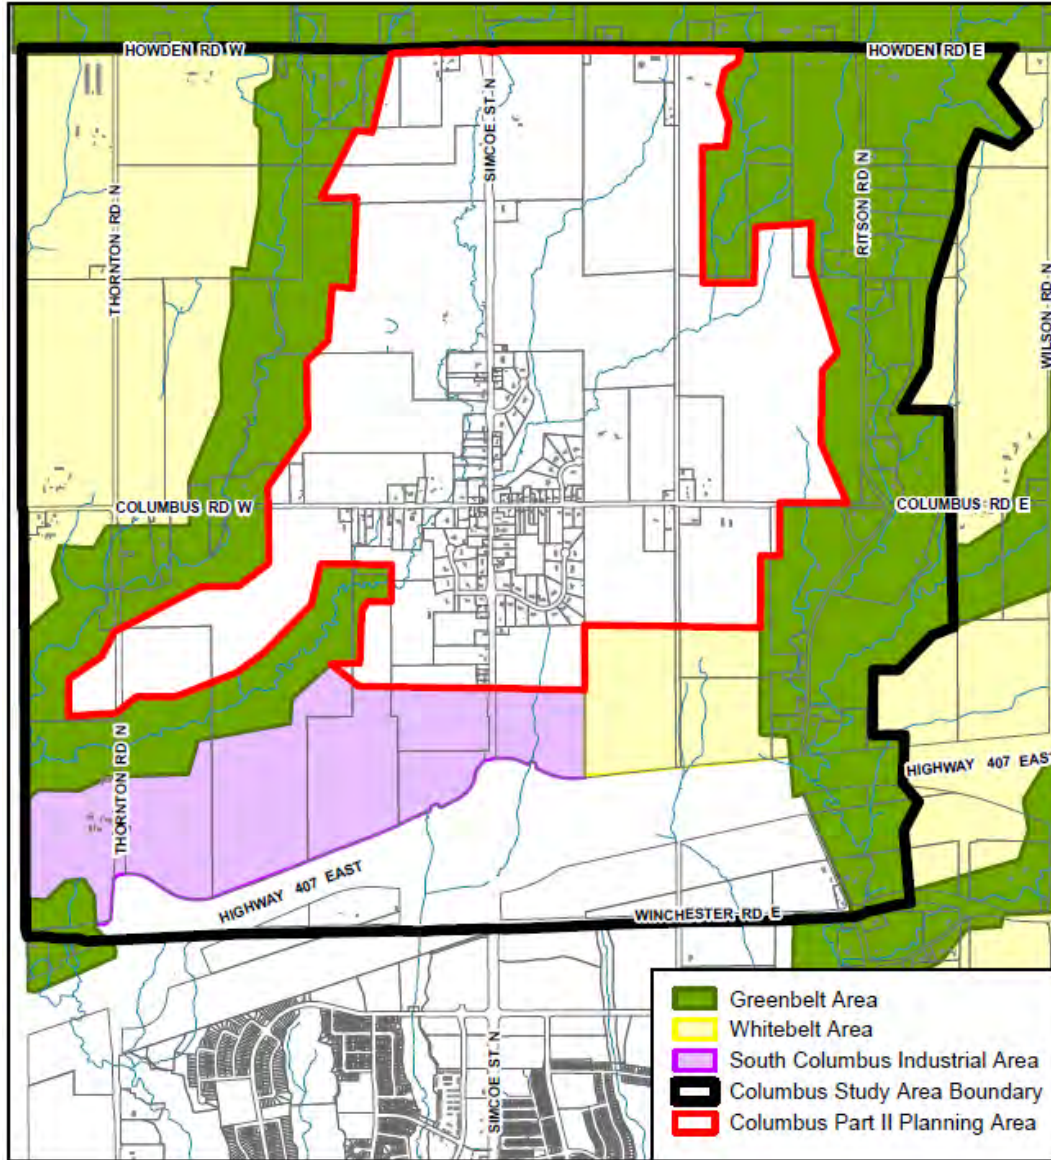 HOWDEN RD W
HOWDEN RD E
SIMCOE ST N
THORNTON RD N
RITSON RD N
WILSON RD N
COLUMBUS RD W
COLUMBUS RD E
THORNTON RD N
HIGHWAY 407 EAST
HIGHWAY 407 EAST
WINCHESTER RD E
SIMCOE ST N
Greenbelt Area
Whitebelt Area
South Columbus Industrial Area
Columbus Study Area Boundary
Columbus Part II Planning Area